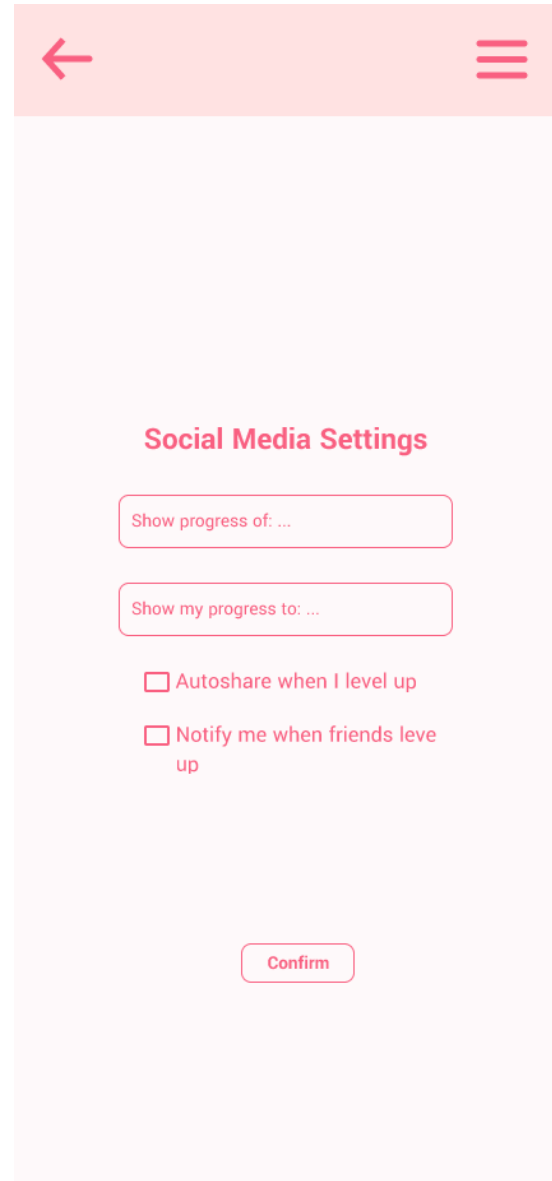 Social Media Settings
Show progress of: ...
Show my progress to: ...
Autoshare when I level up
Notify me when friends leve
up
Confirm